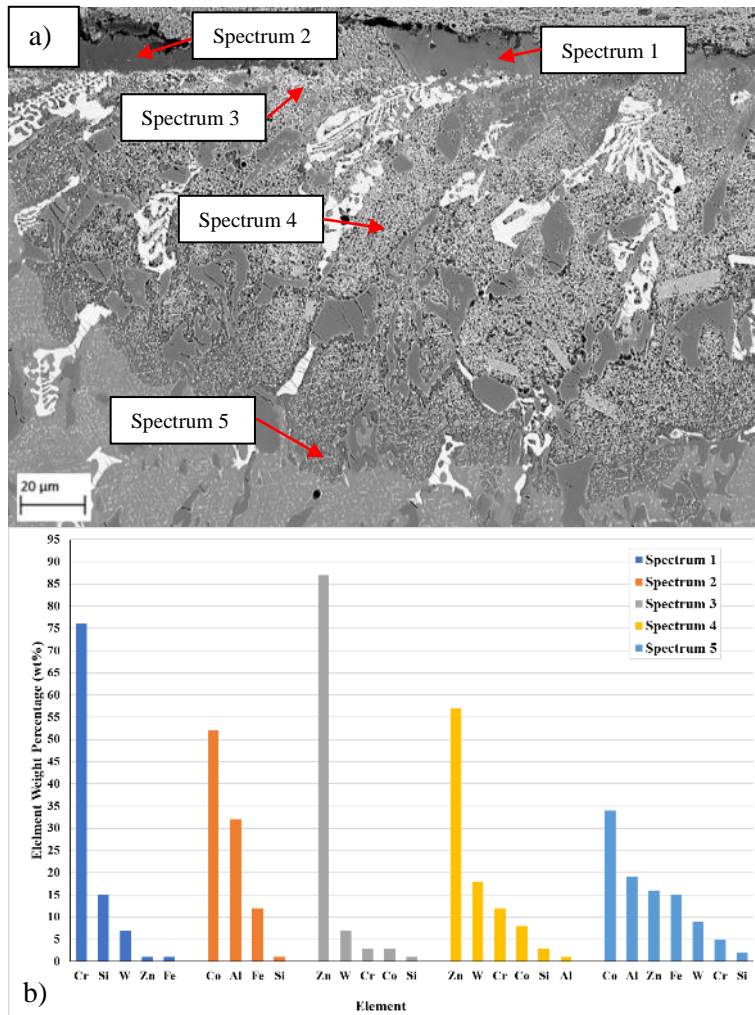 a)
Spectrum 2
Spectrum 1
Spectrum 3
Spectrum 4
Spectrum 5
20 µm
95
90
85
80
75
70
65
60
55
50
45
40
35
30
25
20
15
10
5
0
Elelment Weight Percentage (wt%)
Spectrum 1
Spectrum 2
Spectrum 3
Spectrum 4
Spectrum 5
Cr Si W Zn Fe Co Al Fe Si Zn W Cr Co Si Zn W Cr Co Si Al Co Al Zn Fe W Cr Si
b)
Element